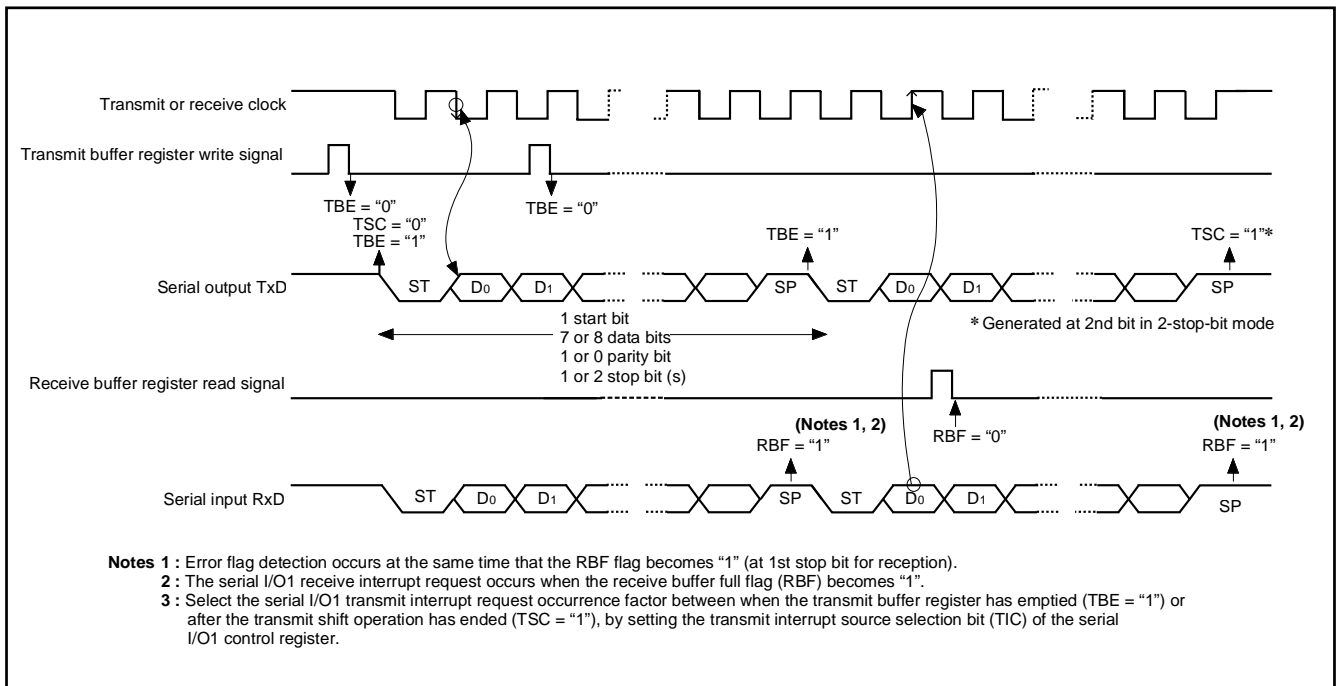 Transmit or receive clock
Transmit buffer register write signal
TBE = “0”
TSC = “0”
TBE = “1”
TBE = “0”
TBE = “1”
TSC = “1”*
Serial output TxD
ST D0 D1 SP ST D0 D1 SP
* Generated at 2nd bit in 2-stop-bit mode
1 start bit
7 or 8 data bits
1 or 0 parity bit
1 or 2 stop bit (s)
Receive buffer register read signal
(Notes 1, 2)
RBF = “1”
RBF = “0”
(Notes 1, 2)
RBF = “1”
Serial input RxD
ST D0 D1 SP ST D0 D1 SP
Notes 1 : Error flag detection occurs at the same time that the RBF flag becomes “1” (at 1st stop bit for reception).
2 : The serial I/O1 receive interrupt request occurs when the receive buffer full flag (RBF) becomes “1”.
3 : Select the serial I/O1 transmit interrupt request occurrence factor between when the transmit buffer register has emptied (TBE = “1”) or
after the transmit shift operation has ended (TSC = “1”), by setting the transmit interrupt source selection bit (TIC) of the serial
I/O1 control register.